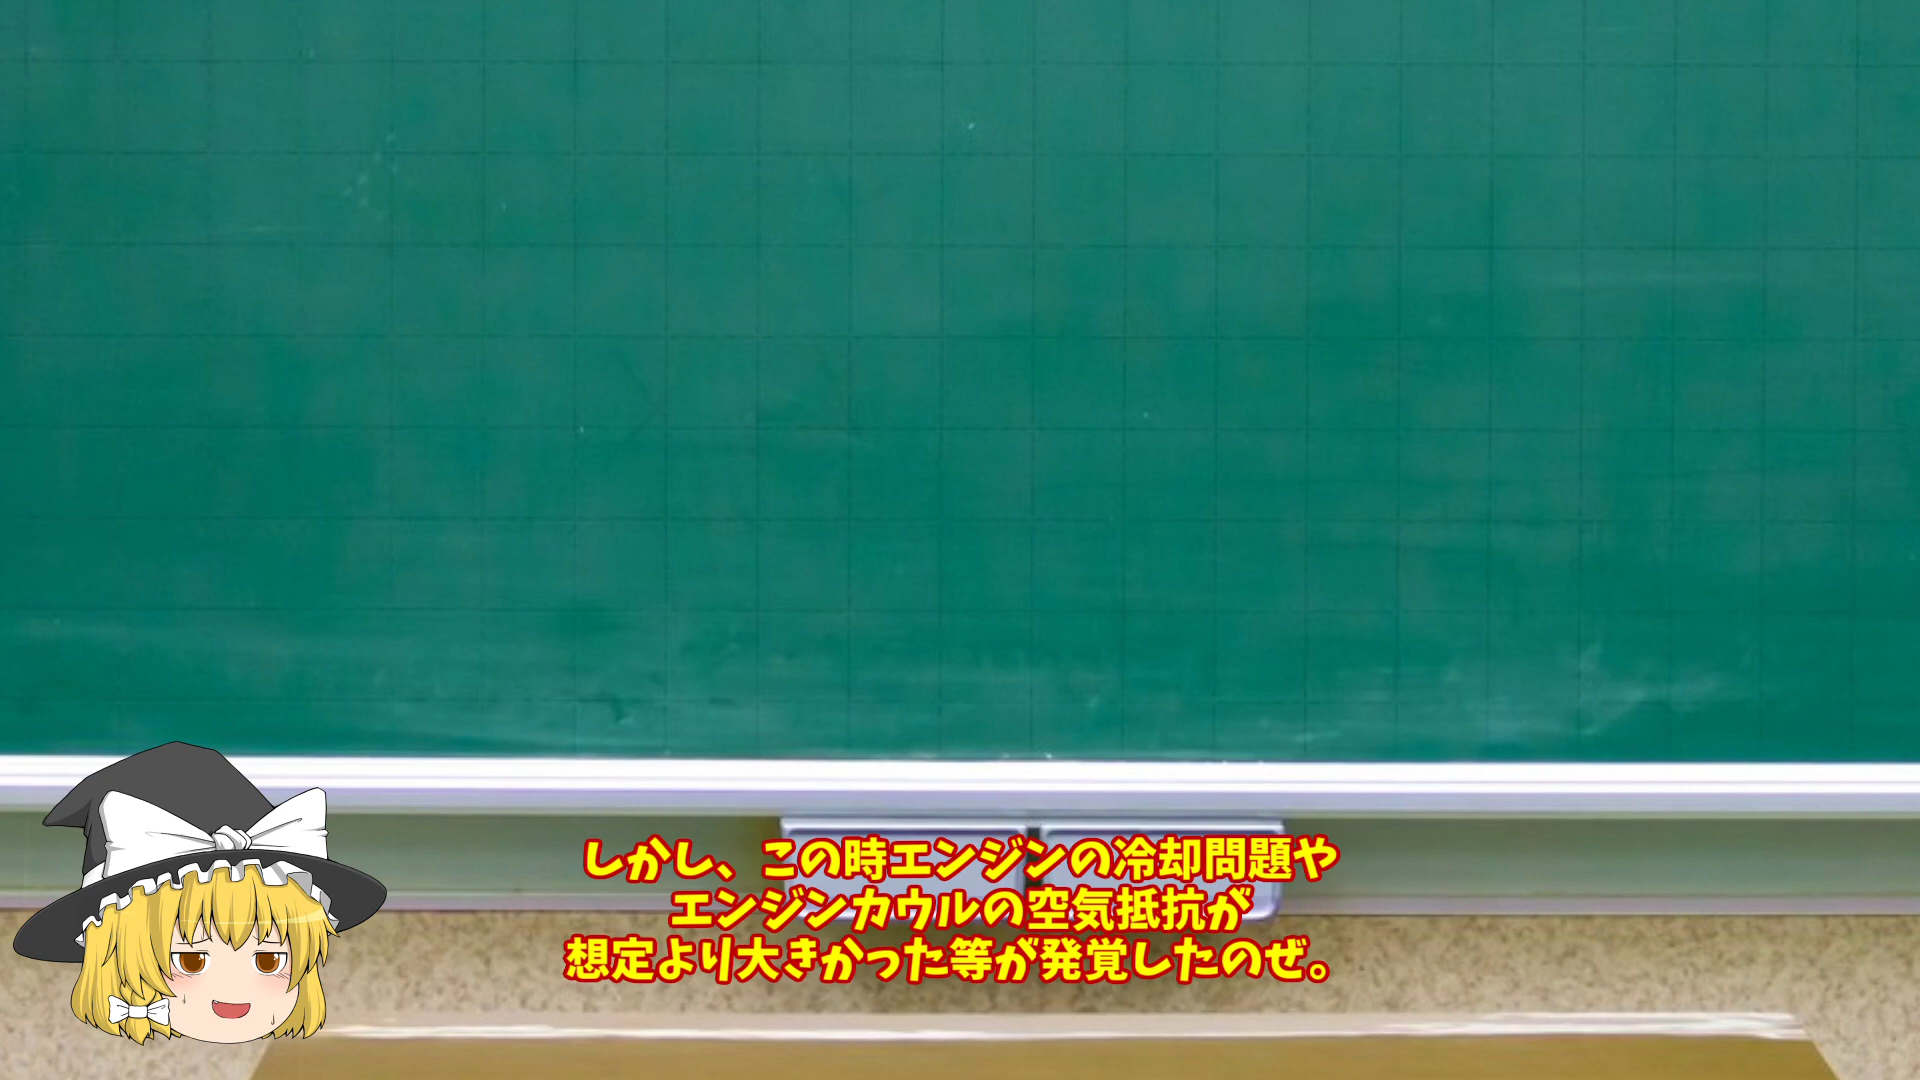 しかし、この時エンジンの冷却問題や
エンジンカウルの空気抵抗が
想定より大きかった等が発覚したのぜ。